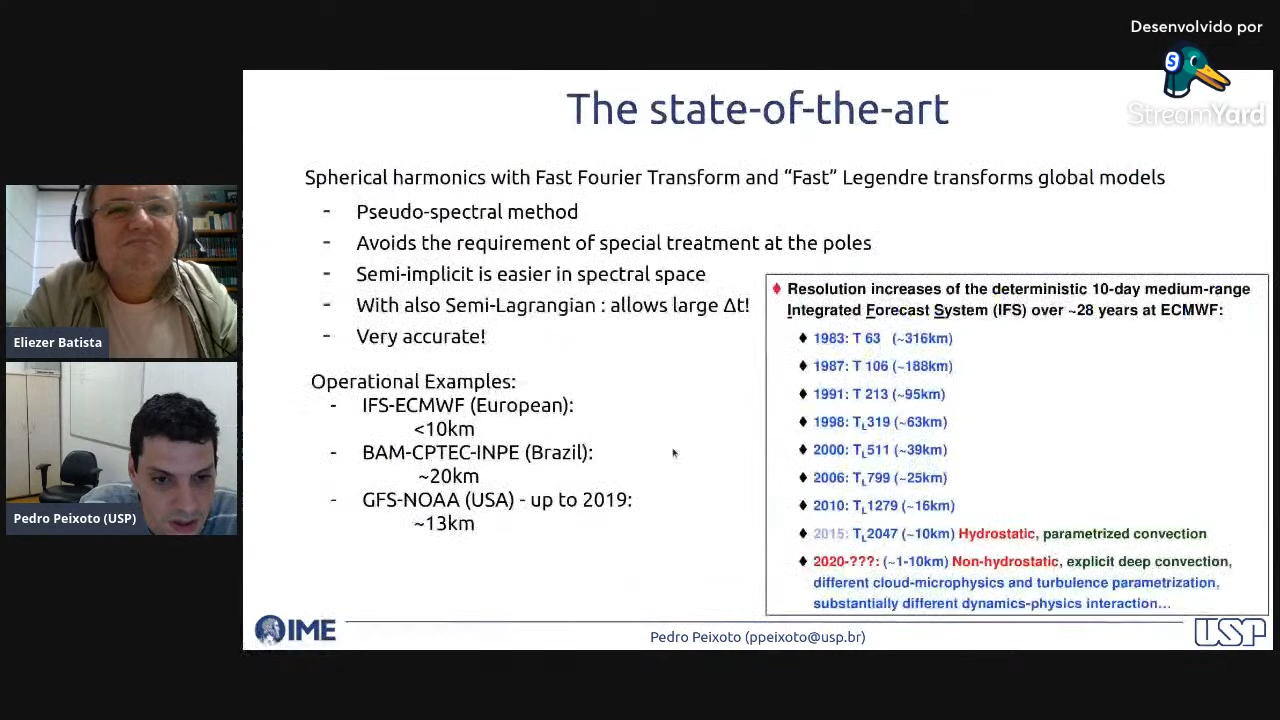 Desenvolvido por
S
StreamYard
The state-of-the-art
Spherical harmonics with Fast Fourier Transform and “Fast” Legendre transforms global models
- Pseudo-spectral method
- Avoids the requirement of special treatment at the poles
- Semi-implicit is easier in spectral space
- With also Semi-Lagrangian : allows large Δt!
- Very accurate!
Operational Examples:
- IFS-ECMWF (European):
<10km
- BAM-CPTEC-INPE (Brazil):
~20km
- GFS-NOAA (USA) - up to 2019:
~13km
Resolution increases of the deterministic 10-day medium-range
Integrated Forecast System (IFS) over ~28 years at ECMWF:
1983: T 63 (~316km)
1987: T 106 (~188km)
1991: T 213 (~95km)
1998: TL319 (~63km)
2000: TL511 (~39km)
2006: TL799 (~25km)
2010: TL1279 (~16km)
2015: TL2047 (~10km) Hydrostatic, parametrized convection
2020-???: (~1-10km) Non-hydrostatic, explicit deep convection,
different cloud-microphysics and turbulence parametrization,
substantially different dynamics-physics interaction…
Eliezer Batista
Pedro Peixoto (USP)
IME
Pedro Peixoto (ppeixoto@usp.br)
USP